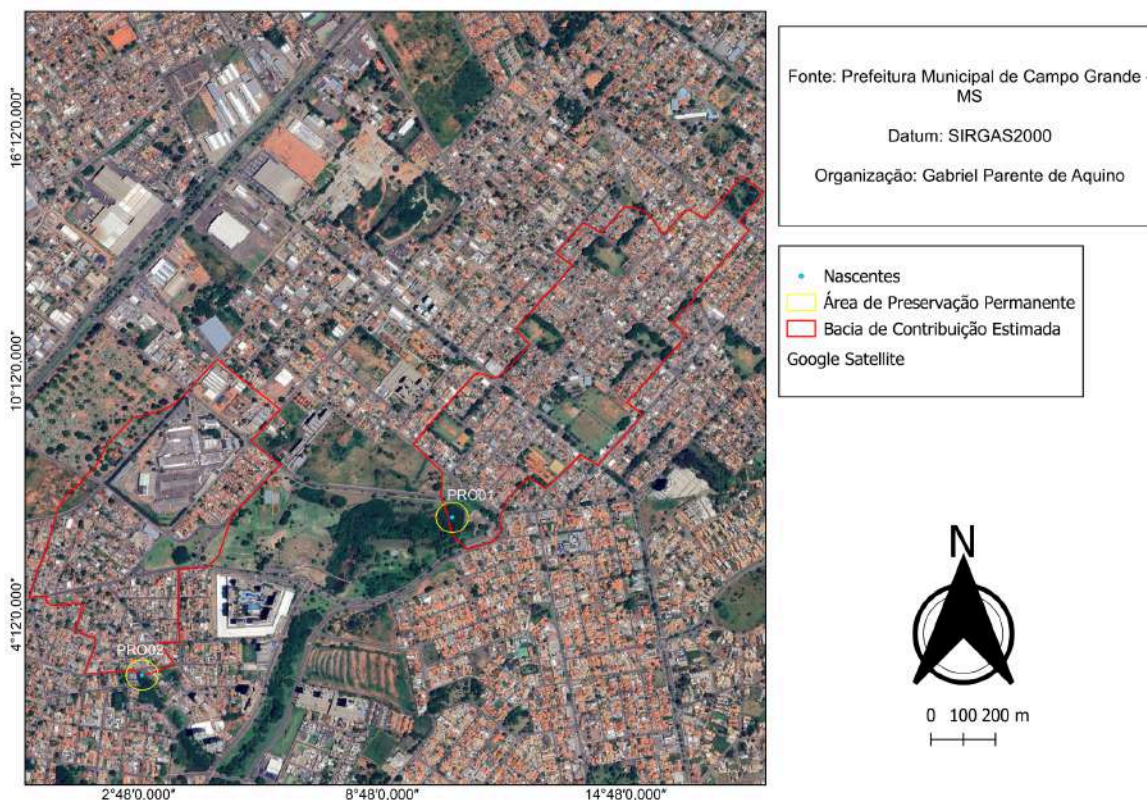 16°12'0.000"
10°12'0.000"
4°12'0.000"
PRO01
PRO02
2°48'0.000"
8°48'0.000"
14°48'0.000"
Fonte: Prefeitura Municipal de Campo Grande -
MS
Datum: SIRGAS2000
Organização: Gabriel Parente de Aquino
Nascentes
Área de Preservação Permanente
Bacia de Contribuição Estimada
Google Satellite
N
0 100 200 m